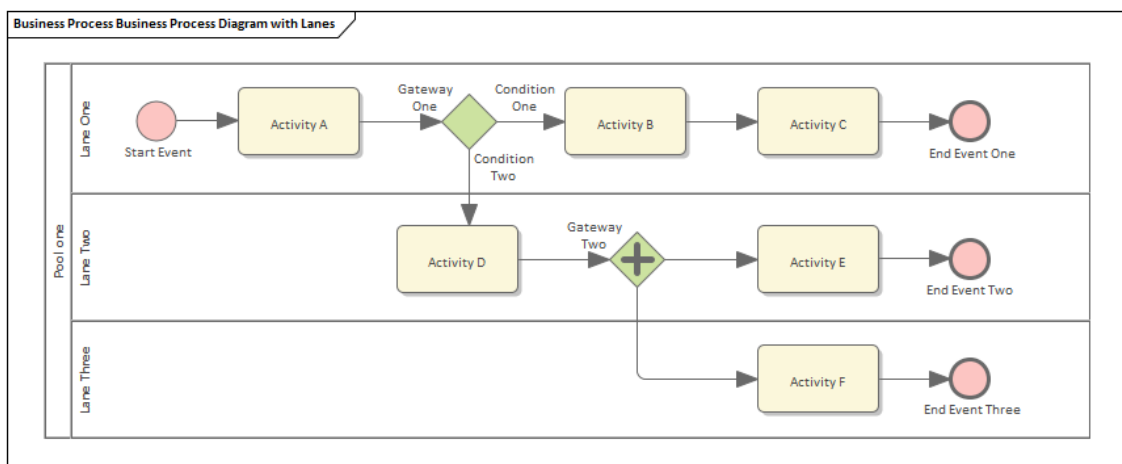 Business Process Business Process Diagram with Lanes
Pool one
Lane One
Start Event
Activity A
Gateway
One
Condition
One
Activity B
Activity C
End Event One
Condition
Two
Lane Two
Activity D
Gateway
Two
Activity E
End Event Two
Lane Three
Activity F
End Event Three